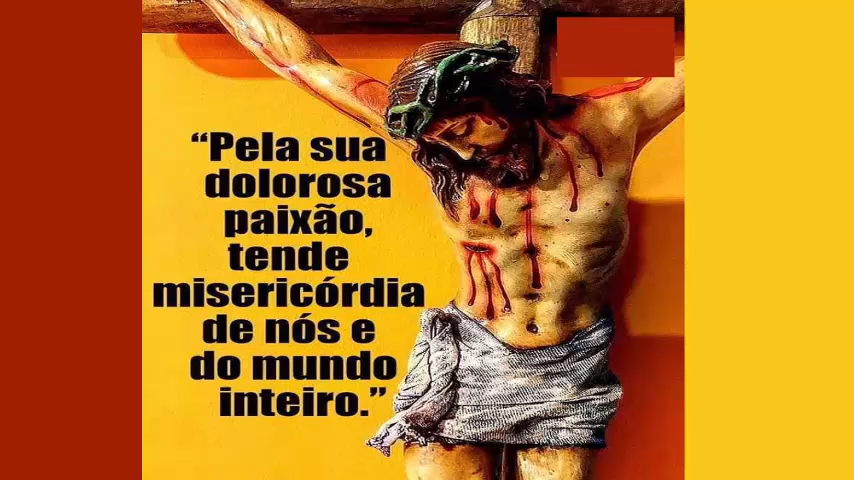 “Pela sua
dolorosa
paixão,
tende
misericórdia
de nós e
do mundo
inteiro.”